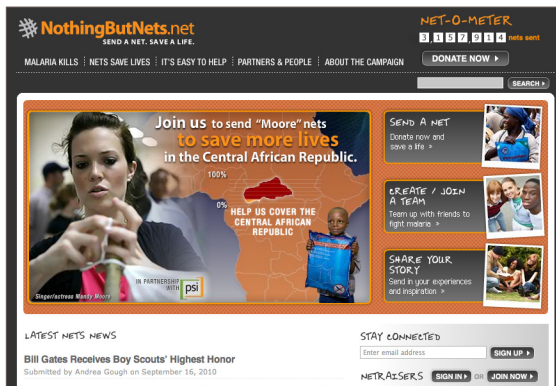 NothingButNets.net
SEND A NET. SAVE A LIFE.
NET-O-METER
3,157,914 nets sent
MALARIA KILLS NETS SAVE LIVES IT'S EASY TO HELP PARTNERS & PEOPLE ABOUT THE CAMPAIGN
DONATE NOW
SEARCH
Join us to send “Moore” nets
to save more lives
in the Central African Republic.
100%
0%
HELP US COVER THE
CENTRAL AFRICAN
REPUBLIC
IN PARTNERSHIP
WITH psi
Singer/actress Mandy Moore
SEND A NET
Donate now and
save a life »
CREATE / JOIN
A TEAM
Team up with friends to
fight malaria »
SHARE YOUR
STORY
Send in your experiences
and inspiration »
LATEST NETS NEWS
Bill Gates Receives Boy Scouts' Highest Honor
Submitted by Andrea Gough on September 16, 2010
STAY CONNECTED
Enter email address
SIGN UP
NETRAISERS SIGN IN OR JOIN NOW